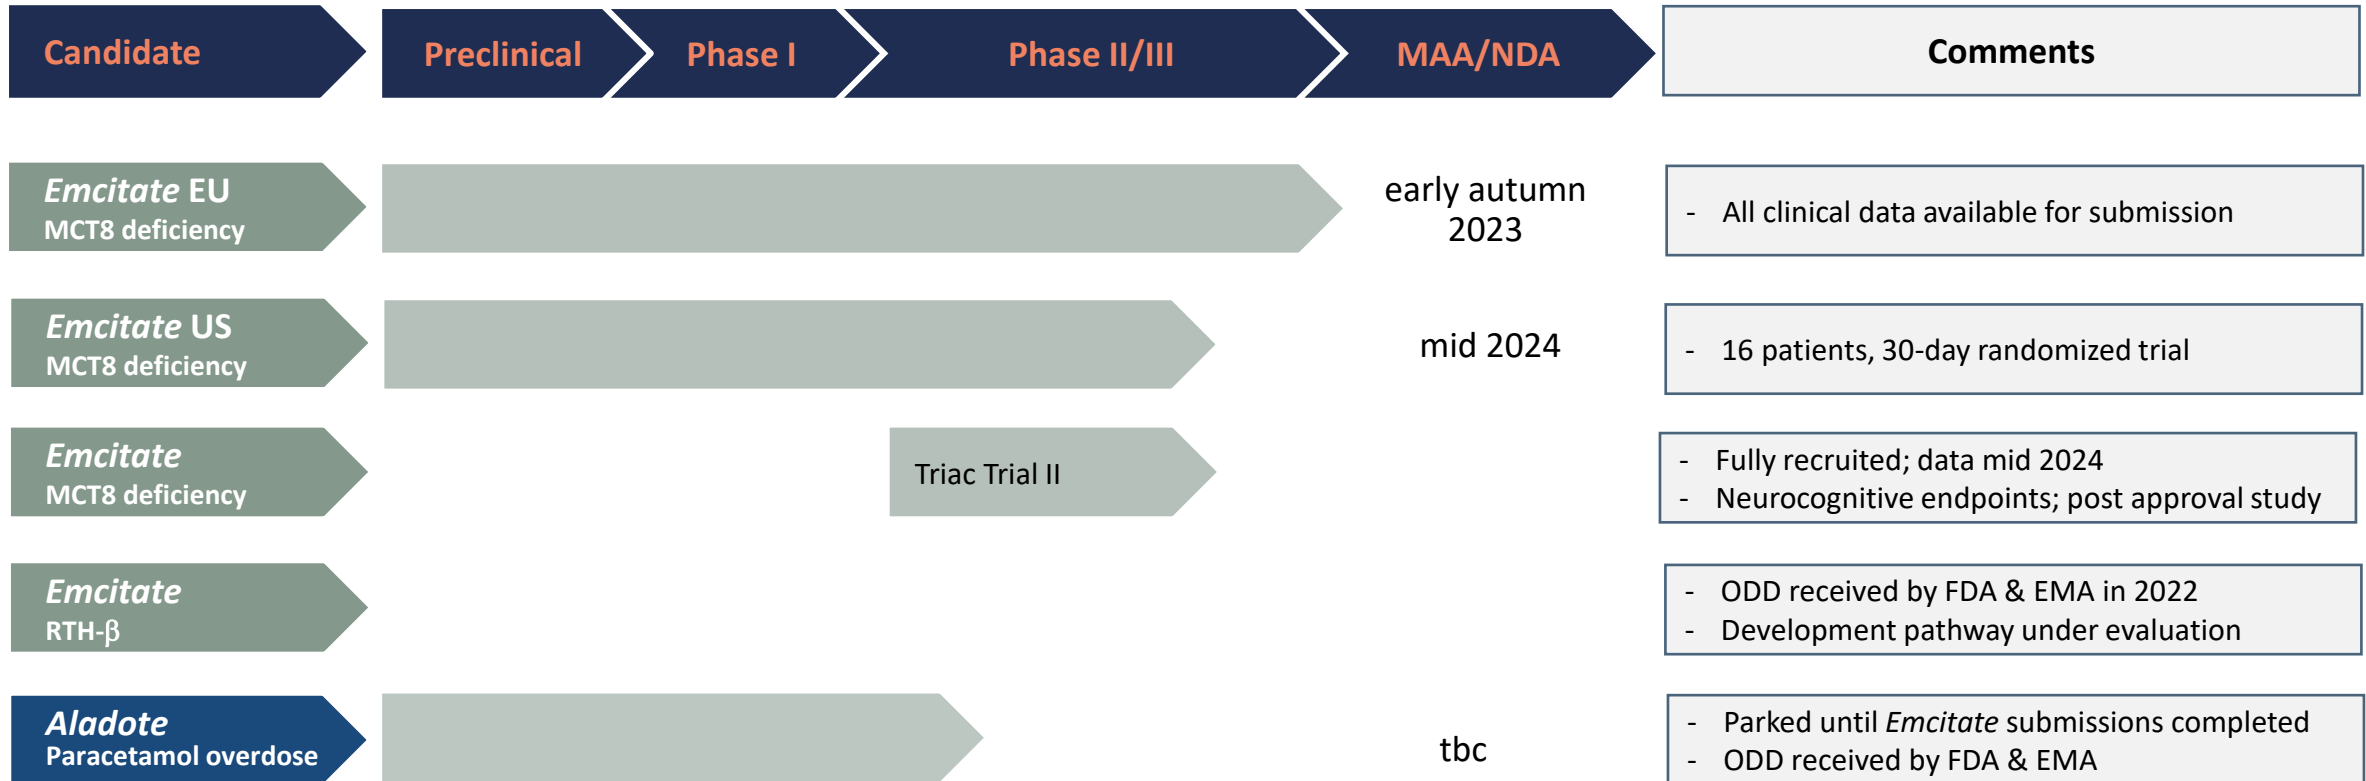 Candidate
Preclinical
Phase I
Phase II/III
MAA/NDA
Comments
Emcitate EU
MCT8 deficiency
early autumn
2023
- All clinical data available for submission
Emcitate US
MCT8 deficiency
mid 2024
- 16 patients, 30-day randomized trial
Emcitate
MCT8 deficiency
Triac Trial II
- Fully recruited; data mid 2024
- Neurocognitive endpoints; post approval study
Emcitate
RTH-β
- ODD received by FDA & EMA in 2022
- Development pathway under evaluation
Aladote
Paracetamol overdose
tbc
- Parked until Emcitate submissions completed
- ODD received by FDA & EMA